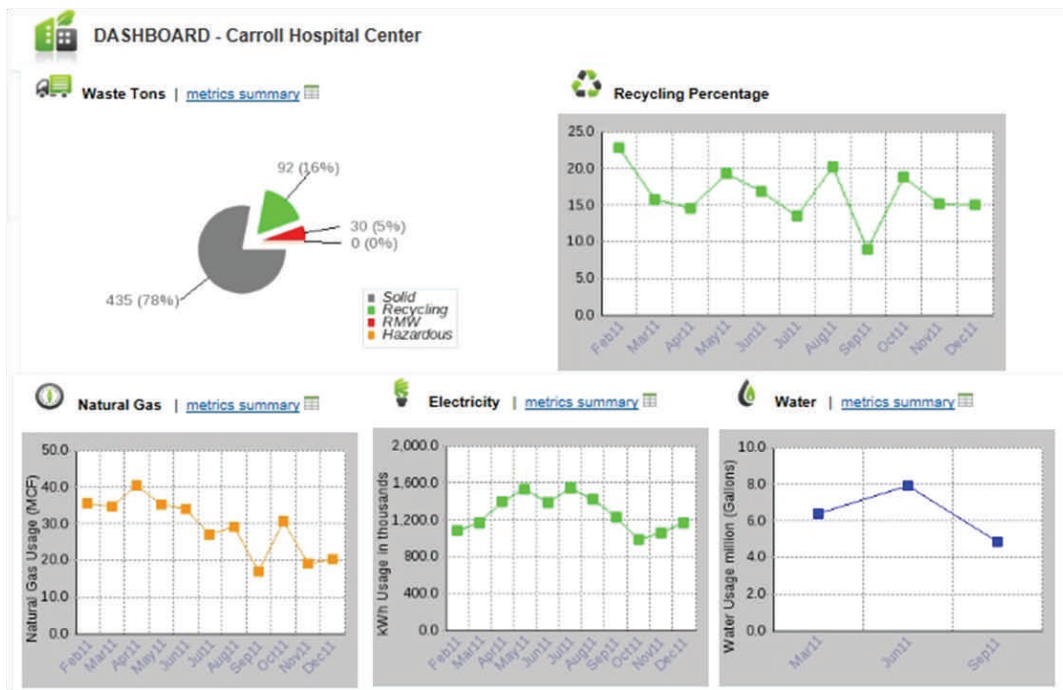 DASHBOARD - Carroll Hospital Center
Waste Tons | metrics summary
92 (16%)
30 (5%)
0 (0%)
435 (78%)
Solid
Recycling
RMW
Hazardous
Recycling Percentage
25.0
20.0
15.0
10.0
5.0
0.0
Feb11 Mar11 Apr11 May11 Jun11 Jul11 Aug11 Sep11 Oct11 Nov11 Dec11
Natural Gas | metrics summary
Natural Gas Usage (MCF)
50.0
40.0
30.0
20.0
10.0
0.0
Feb11 Mar11 Apr11 May11 Jun11 Jul11 Aug11 Sep11 Oct11 Nov11 Dec11
Electricity | metrics summary
kWh Usage in thousands
2,000.0
1,600.0
1,200.0
800.0
400.0
0.0
Feb11 Mar11 Apr11 May11 Jun11 Jul11 Aug11 Sep11 Oct11 Nov11 Dec11
Water | metrics summary
Water Usage million (Gallons)
10.0
8.0
6.0
4.0
2.0
0.0
Mar11 Jun11 Sep11